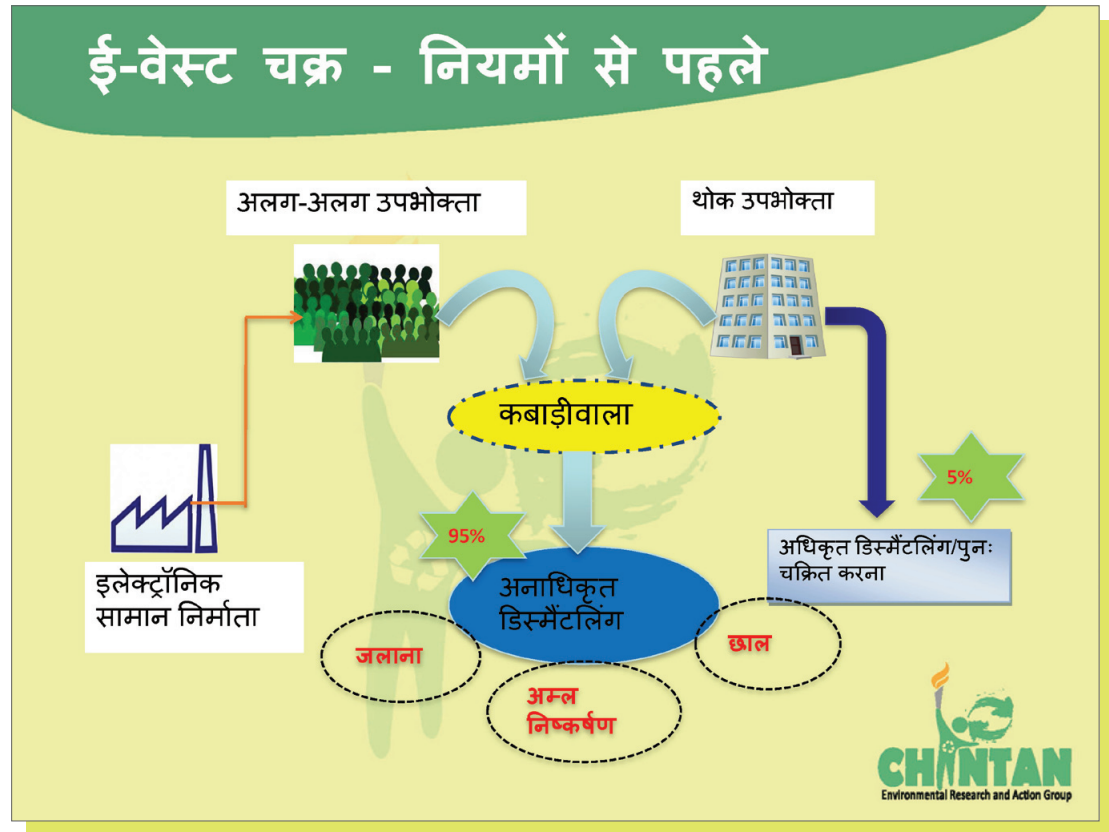 ई-वेस्ट चक्र - नियमों से पहले
अलग-अलग उपभोक्ता
थोक उपभोक्ता
कबाड़ीवाला
5%
95%
अधिकृत डिस्मैंटलिंग/पुनः
चक्रित करना
इलेक्ट्रॉनिक
सामान निर्माता
अनाधिकृत
डिस्मैंटलिंग
जलाना
छाल
अम्ल
निष्कर्षण
CHINTAN
Environmental Research and Action Group